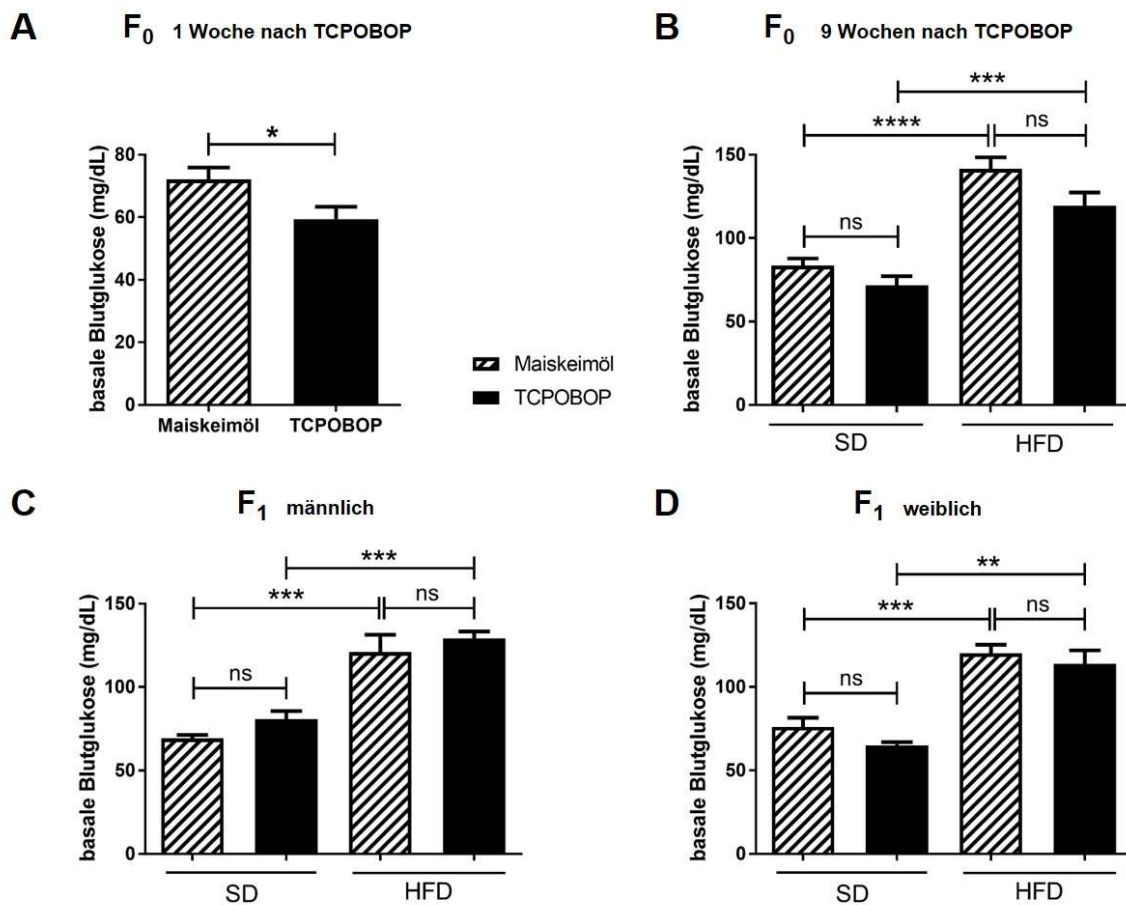 A F0 1 Woche nach TCPOBOP
*
basale Blutglukose (mg/dL)
80
60
40
20
0
Maiskeimöl TCPOBOP
Maiskeimöl
TCPOBOP
B F0 9 Wochen nach TCPOBOP
***
****
ns
ns
basale Blutglukose (mg/dL)
150
100
50
0
SD HFD
C F1 männlich
***
***
ns
ns
basale Blutglukose (mg/dL)
150
100
50
0
SD HFD
D F1 weiblich
**
***
ns
ns
basale Blutglukose (mg/dL)
150
100
50
0
SD HFD